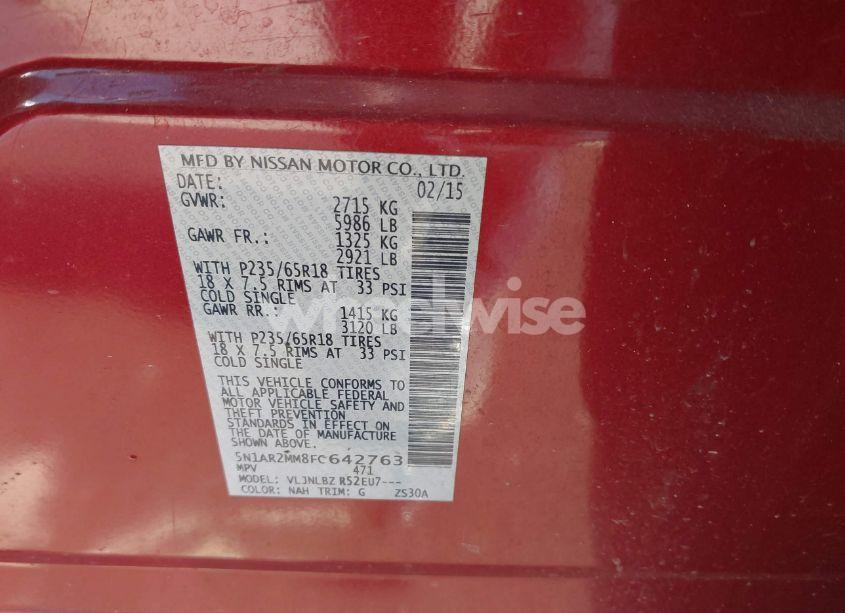 MFD BY NISSAN MOTOR CO., LTD.
DATE: 02/15
GVWR: 2715 KG
5986 LB
GAWR FR.: 1325 KG
2921 LB
WITH P235/65R18 TIRES
18 X 7.5 RIMS AT 33 PSI
COLD SINGLE
GAWR RR.: 1415 KG
3120 LB
WITH P235/65R18 TIRES
18 X 7.5 RIMS AT 33 PSI
COLD SINGLE
THIS VEHICLE CONFORMS TO
ALL APPLICABLE FEDERAL
MOTOR VEHICLE SAFETY AND
THEFT PREVENTION
STANDARDS IN EFFECT ON
THE DATE OF MANUFACTURE
SHOWN ABOVE.
5N1AR2MM8FC642763
MPV 471
MODEL: VLJNLBZ R52EU7---
COLOR: NAH TRIM: G ZS30A
wheelwise